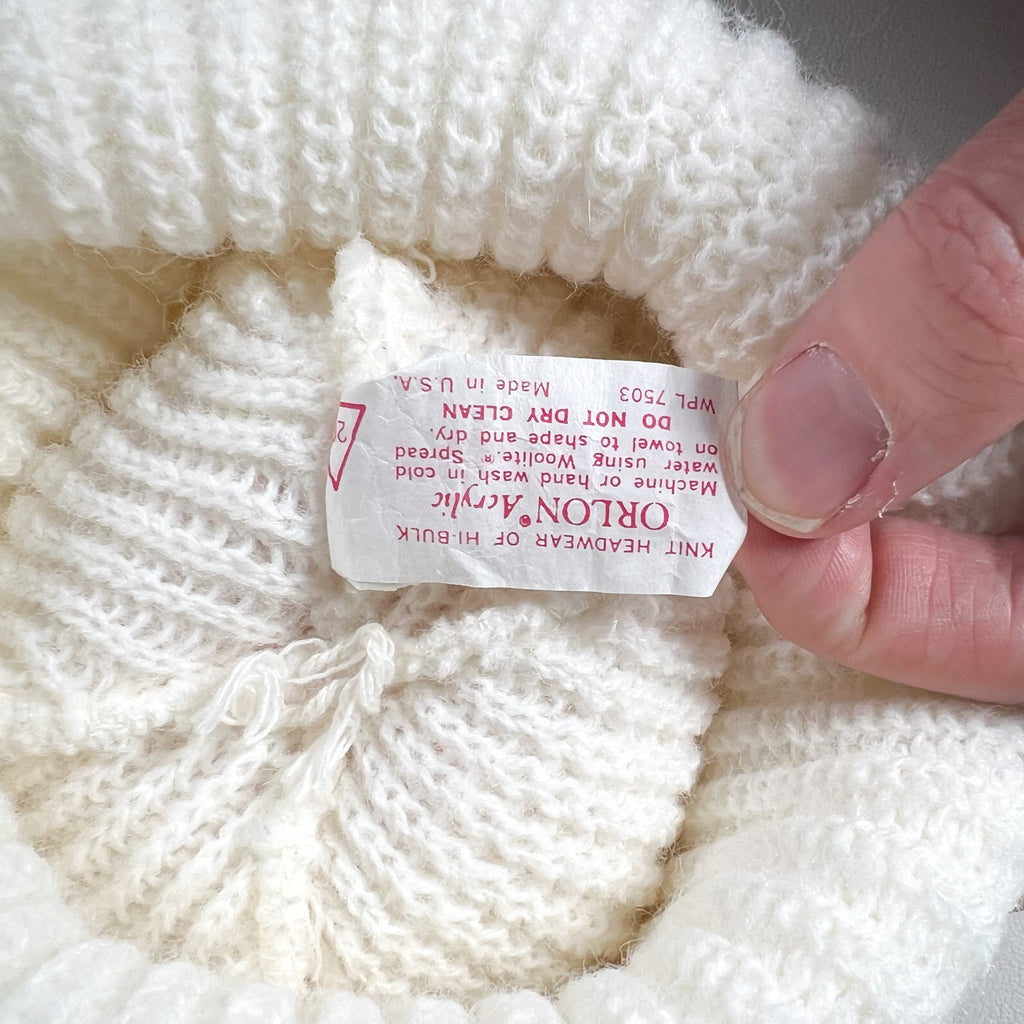 KNIT HEADWEAR OF HI-BULK
ORLON® Acrylic
Machine or hand wash in cold
water using Woolite.® Spread
on towel to shape and dry.
DO NOT DRY CLEAN
WPL 7503 Made in U.S.A.